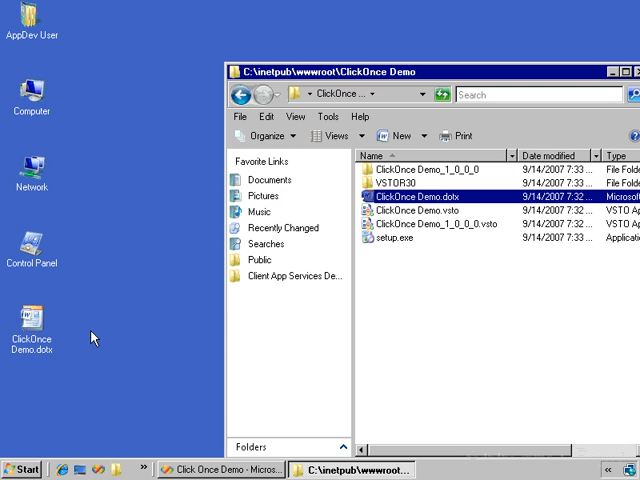 AppDev User
Computer
Network
Control Panel
ClickOnce
Demo.dotx
C:\inetpub\wwwroot\ClickOnce Demo
ClickOnce ...
Search
File Edit View Tools Help
Organize Views New Print
Favorite Links
Documents
Pictures
Music
Recently Changed
Searches
Public
Client App Services De...
Folders
Name Date modified Type
ClickOnce Demo_1_0_0_0 9/14/2007 7:33 ... File Folde
VSTOR30 9/14/2007 7:33 ... File Folde
ClickOnce Demo.dotx 9/14/2007 7:32 ... Microsof
ClickOnce Demo.vsto 9/14/2007 7:32 ... VSTO Ap
ClickOnce Demo_1_0_0_0.vsto 9/14/2007 7:32 ... VSTO Ap
setup.exe 9/14/2007 7:33 ... Applicatio
Start
Click Once Demo - Micros...
C:\inetpub\wwwroot...